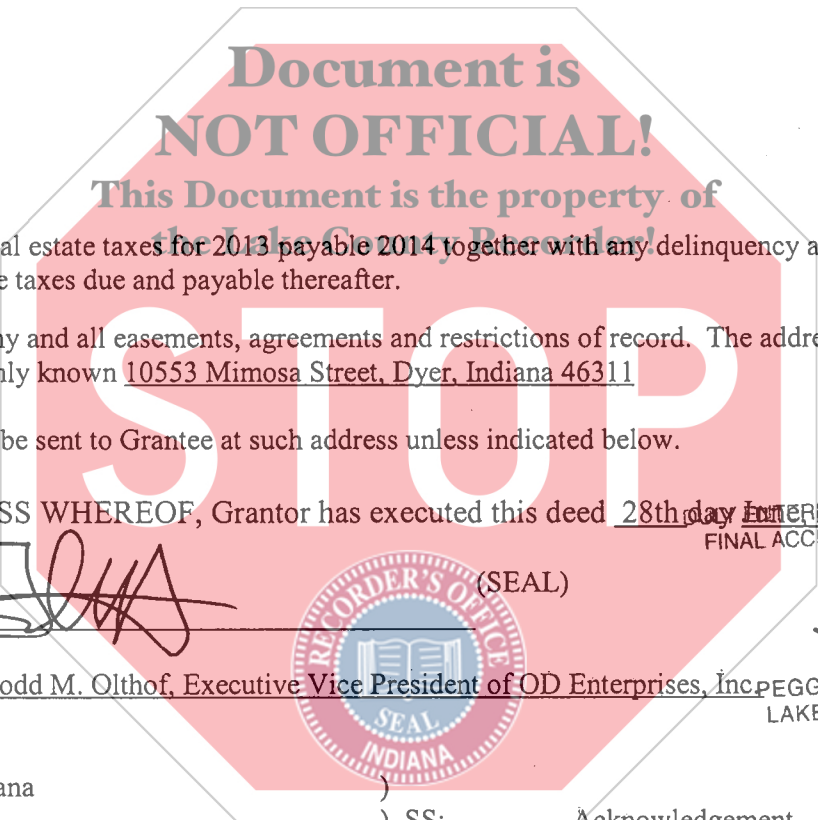 Document is
NOT OFFICIAL!
This Document is the property of
the Lake County Recorder!
al estate taxes for 2013 payable 2014 together with any delinquency a
e taxes due and payable thereafter.
ny and all easements, agreements and restrictions of record. The addre
nly known 10553 Mimosa Street, Dyer, Indiana 46311
be sent to Grantee at such address unless indicated below.
STOP
SS WHEREOF, Grantor has executed this deed 28th day June,
FINAL ACC
(SEAL)
RECORDER'S OFFICE
SEAL
INDIANA
odd M. Olthof, Executive Vice President of OD Enterprises, Inc.
PEGG
LAKE
ana )
) SS: Acknowledgement